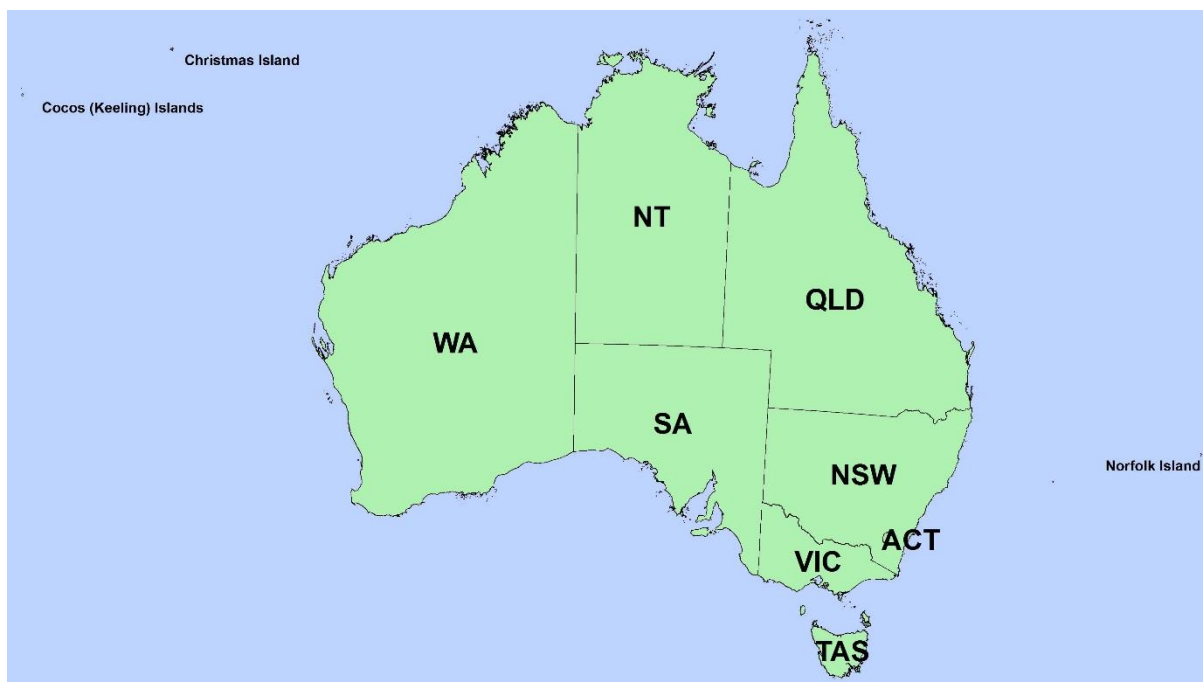 Christmas Island
Cocos (Keeling) Islands
NT
QLD
WA
SA
Norfolk Island
NSW
ACT
VIC
TAS